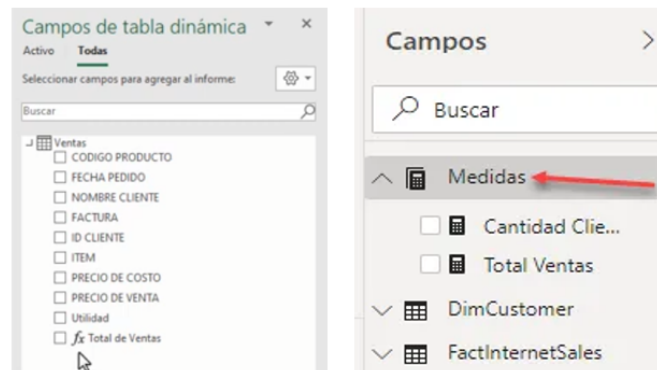 Campos de tabla dinámica
Activo Todas
Seleccionar campos para agregar al informe:
Buscar
Ventas
CODIGO PRODUCTO
FECHA PEDIDO
NOMBRE CLIENTE
FACTURA
ID CLIENTE
ITEM
PRECIO DE COSTO
PRECIO DE VENTA
Utilidad
fx Total de Ventas
Campos
Buscar
Medidas
Cantidad Clie...
Total Ventas
DimCustomer
FactInternetSales